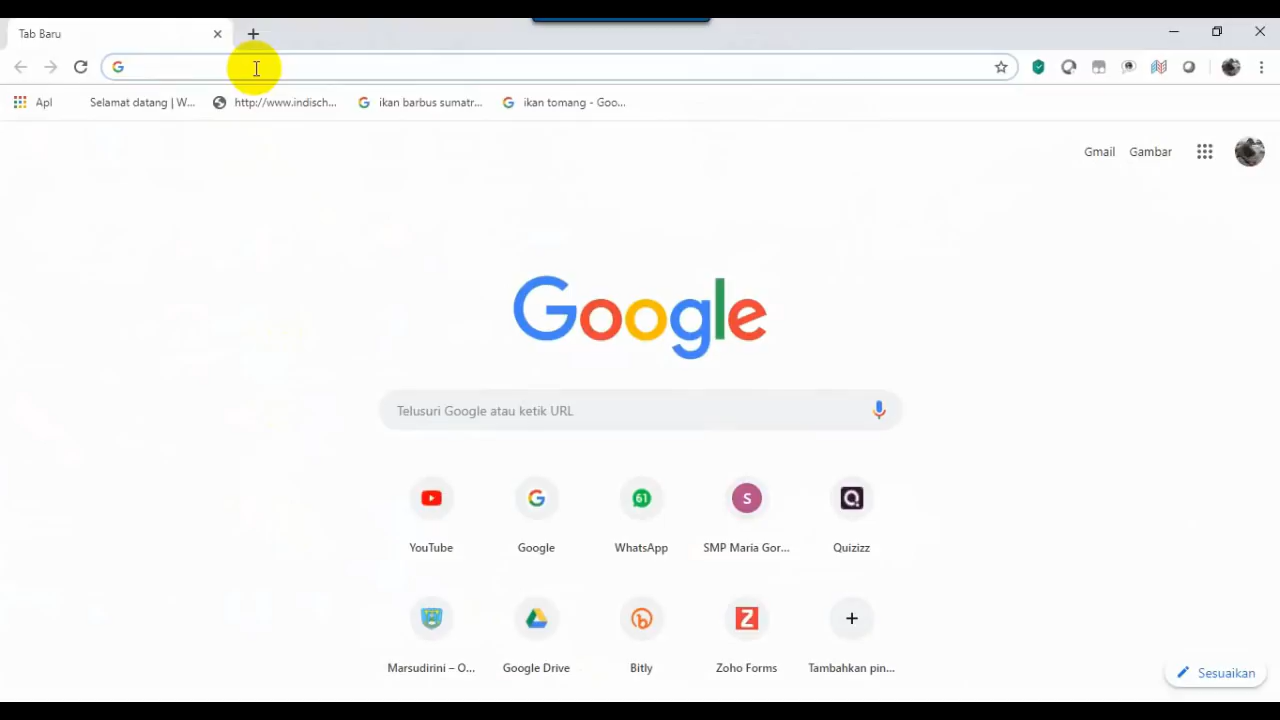 Tab Baru
Apl
Selamat datang | W...
http://www.indisch...
ikan barbus sumatr...
ikan tomang - Goo...
Gmail
Gambar
Google
Telusuri Google atau ketik URL
61
S
YouTube
Google
WhatsApp
SMP Maria Gor...
Quizizz
Z
Marsudirini – O...
Google Drive
Bitly
Zoho Forms
Tambahkan pin...
Sesuaikan